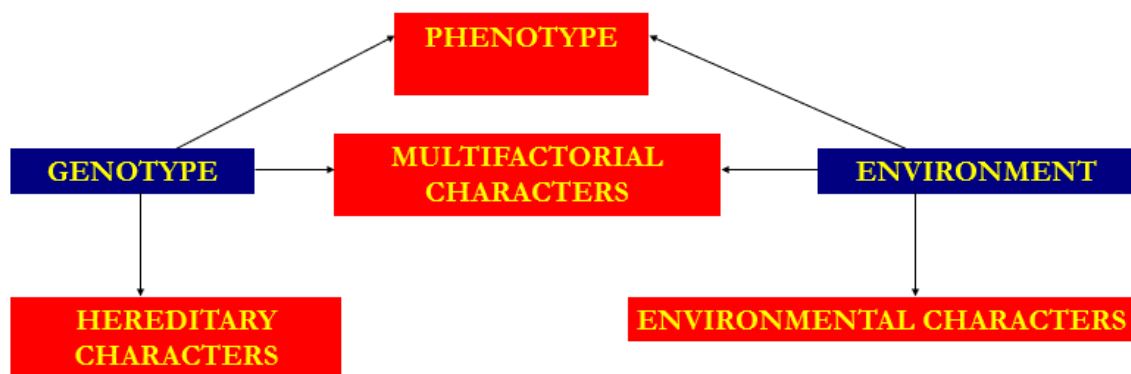 PHENOTYPE
GENOTYPE
MULTIFACTORIAL
CHARACTERS
ENVIRONMENT
HEREDITARY
CHARACTERS
ENVIRONMENTAL CHARACTERS